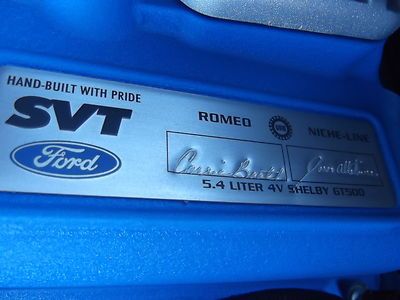 HAND-BUILT WITH PRIDE
SVT
Ford
ROMEO
NICHE-LINE
5.4 LITER 4V SHELBY GT500